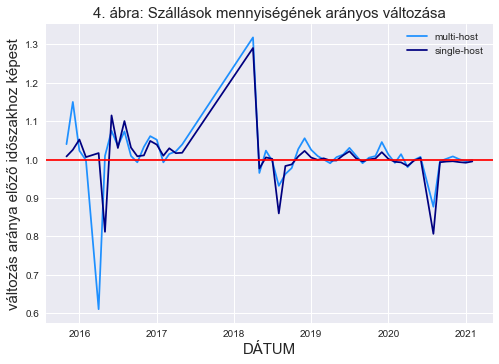 4. ábra: Szállások mennyiségének arányos változása
multi-host
single-host
változás aránya előző időszakhoz képest
1.3
1.2
1.1
1.0
0.9
0.8
0.7
0.6
2016
2017
2018
2019
2020
2021
DÁTUM